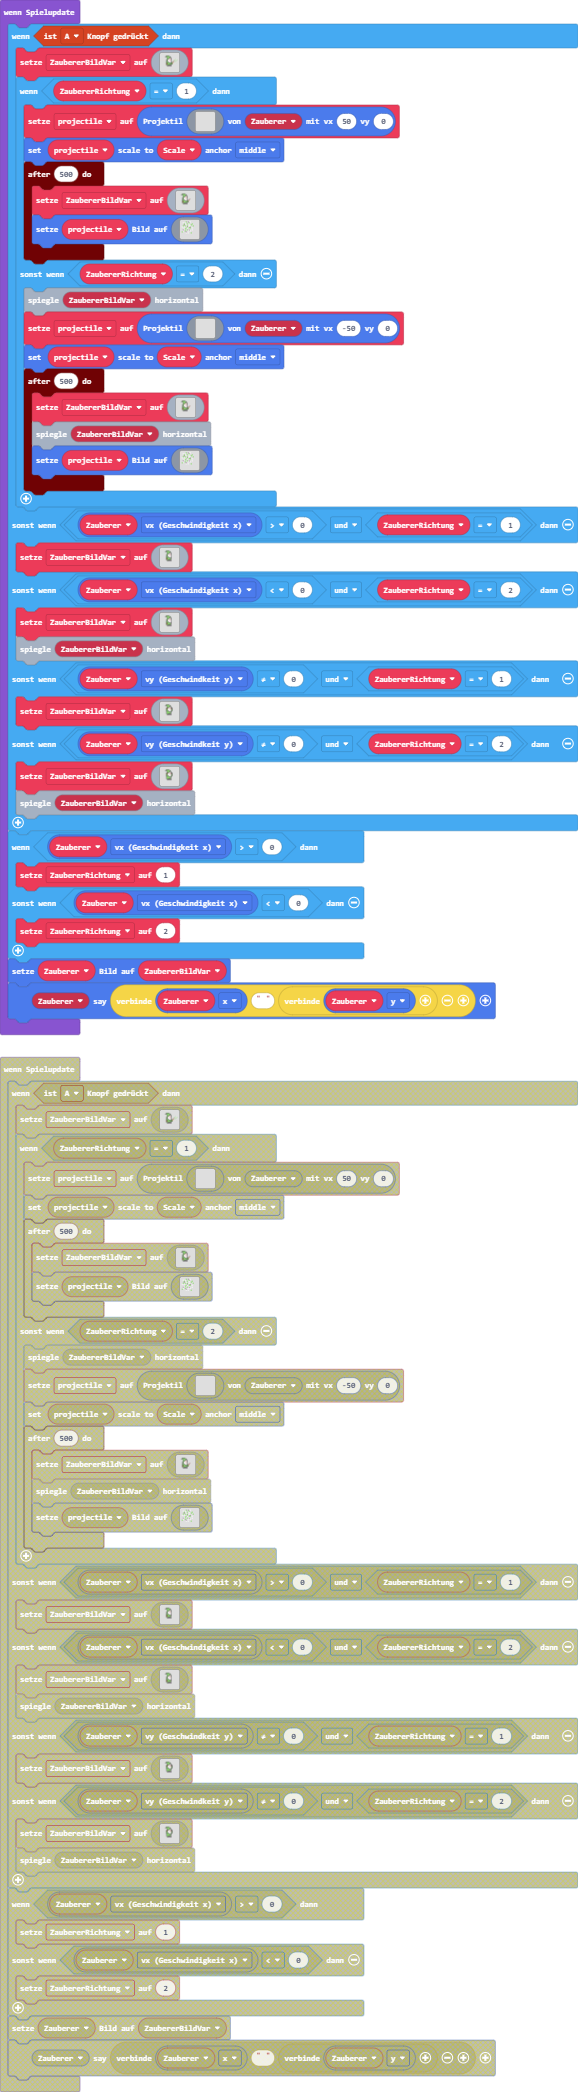 wenn Spielupdate
wenn ist A Knopf gedrückt dann
setze ZaubererBildVar auf
wenn ZaubererRichtung = 1 dann
setze projectile auf Projektil von Zauberer mit vx 50 vy 0
set projectile scale to Scale anchor middle
after 500 do
setze ZaubererBildVar auf
setze projectile Bild auf
sonst wenn ZaubererRichtung = 2 dann
spiegle ZaubererBildVar horizontal
setze projectile auf Projektil von Zauberer mit vx -50 vy 0
set projectile scale to Scale anchor middle
after 500 do
setze ZaubererBildVar auf
spiegle ZaubererBildVar horizontal
setze projectile Bild auf
sonst wenn Zauberer vx (Geschwindigkeit x) > 0 und ZaubererRichtung = 1 dann
setze ZaubererBildVar auf
sonst wenn Zauberer vx (Geschwindigkeit x) < 0 und ZaubererRichtung = 2 dann
setze ZaubererBildVar auf
spiegle ZaubererBildVar horizontal
sonst wenn Zauberer vy (Geschwindkeit y) ≠ 0 und ZaubererRichtung = 1 dann
setze ZaubererBildVar auf
sonst wenn Zauberer vy (Geschwindkeit y) ≠ 0 und ZaubererRichtung = 2 dann
setze ZaubererBildVar auf
spiegle ZaubererBildVar horizontal
wenn Zauberer vx (Geschwindigkeit x) > 0 dann
setze ZaubererRichtung auf 1
sonst wenn Zauberer vx (Geschwindigkeit x) < 0 dann
setze ZaubererRichtung auf 2
setze Zauberer Bild auf ZaubererBildVar
Zauberer say verbinde Zauberer x " " verbinde Zauberer y
wenn Spielupdate
wenn ist A Knopf gedrückt dann
setze ZaubererBildVar auf
wenn ZaubererRichtung = 1 dann
setze projectile auf Projektil von Zauberer mit vx 50 vy 0
set projectile scale to Scale anchor middle
after 500 do
setze ZaubererBildVar auf
setze projectile Bild auf
sonst wenn ZaubererRichtung = 2 dann
spiegle ZaubererBildVar horizontal
setze projectile auf Projektil von Zauberer mit vx -50 vy 0
set projectile scale to Scale anchor middle
after 500 do
setze ZaubererBildVar auf
spiegle ZaubererBildVar horizontal
setze projectile Bild auf
sonst wenn Zauberer vx (Geschwindigkeit x) > 0 und ZaubererRichtung = 1 dann
setze ZaubererBildVar auf
sonst wenn Zauberer vx (Geschwindigkeit x) < 0 und ZaubererRichtung = 2 dann
setze ZaubererBildVar auf
spiegle ZaubererBildVar horizontal
sonst wenn Zauberer vy (Geschwindkeit y) ≠ 0 und ZaubererRichtung = 1 dann
setze ZaubererBildVar auf
sonst wenn Zauberer vy (Geschwindkeit y) ≠ 0 und ZaubererRichtung = 2 dann
setze ZaubererBildVar auf
spiegle ZaubererBildVar horizontal
wenn Zauberer vx (Geschwindigkeit x) > 0 dann
setze ZaubererRichtung auf 1
sonst wenn Zauberer vx (Geschwindigkeit x) < 0 dann
setze ZaubererRichtung auf 2
setze Zauberer Bild auf ZaubererBildVar
Zauberer say verbinde Zauberer x " " verbinde Zauberer y